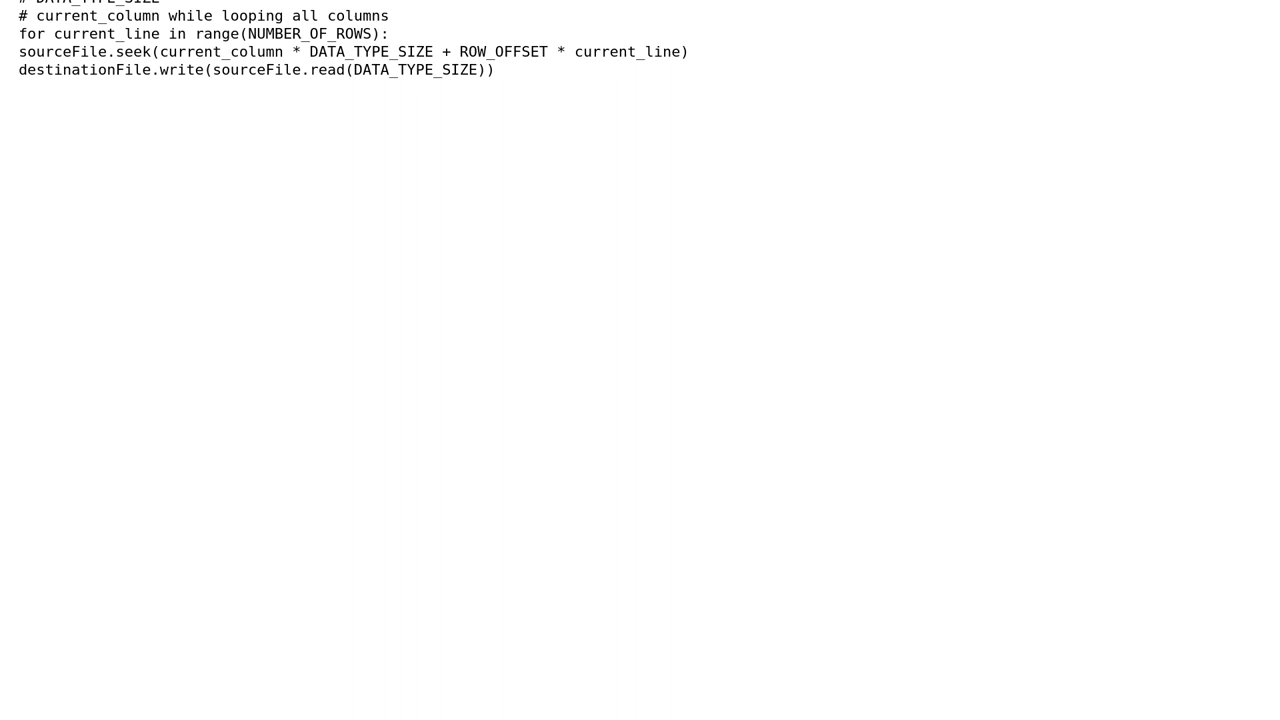 # DATA_TYPE_SIZE
# current_column while looping all columns
for current_line in range(NUMBER_OF_ROWS):
sourceFile.seek(current_column * DATA_TYPE_SIZE + ROW_OFFSET * current_line)
destinationFile.write(sourceFile.read(DATA_TYPE_SIZE))